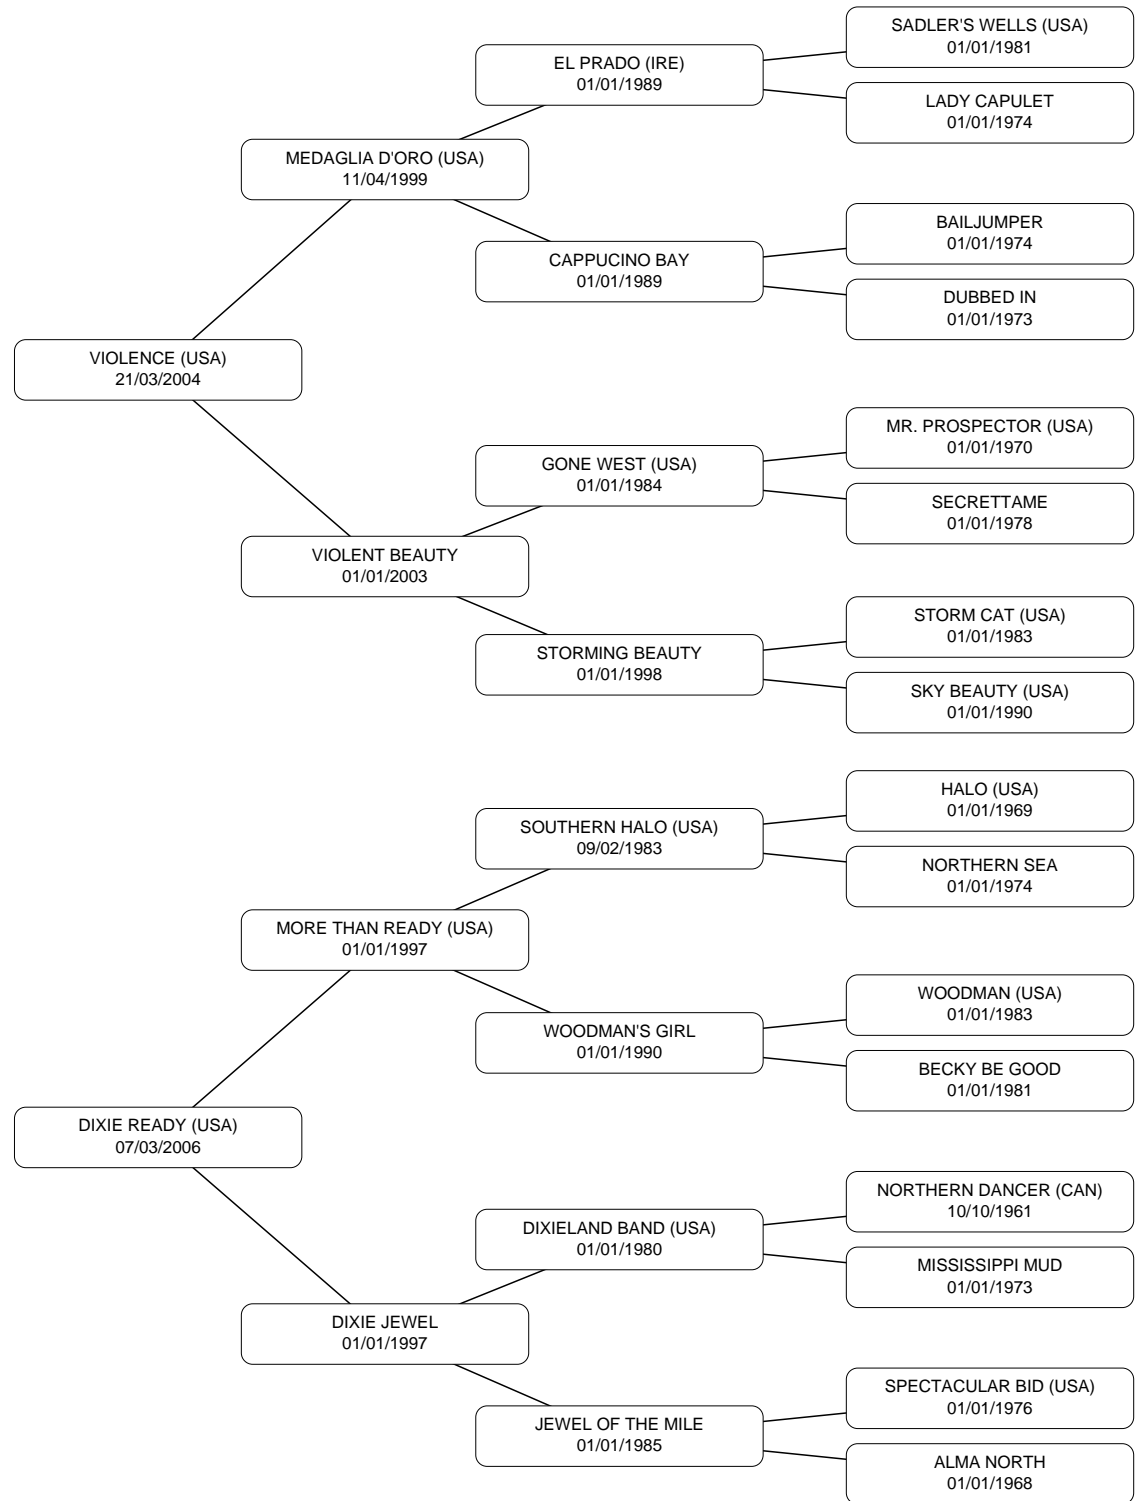 SADLER'S WELLS (USA)
01/01/1981
EL PRADO (IRE)
01/01/1989
LADY CAPULET
01/01/1974
MEDAGLIA D'ORO (USA)
11/04/1999
BAILJUMPER
01/01/1974
CAPPUCINO BAY
01/01/1989
DUBBED IN
01/01/1973
VIOLENCE (USA)
21/03/2004
MR. PROSPECTOR (USA)
01/01/1970
GONE WEST (USA)
01/01/1984
SECRETTAME
01/01/1978
VIOLENT BEAUTY
01/01/2003
STORM CAT (USA)
01/01/1983
STORMING BEAUTY
01/01/1998
SKY BEAUTY (USA)
01/01/1990
HALO (USA)
01/01/1969
SOUTHERN HALO (USA)
09/02/1983
NORTHERN SEA
01/01/1974
MORE THAN READY (USA)
01/01/1997
WOODMAN (USA)
01/01/1983
WOODMAN'S GIRL
01/01/1990
BECKY BE GOOD
01/01/1981
DIXIE READY (USA)
07/03/2006
NORTHERN DANCER (CAN)
10/10/1961
DIXIELAND BAND (USA)
01/01/1980
MISSISSIPPI MUD
01/01/1973
DIXIE JEWEL
01/01/1997
SPECTACULAR BID (USA)
01/01/1976
JEWEL OF THE MILE
01/01/1985
ALMA NORTH
01/01/1968